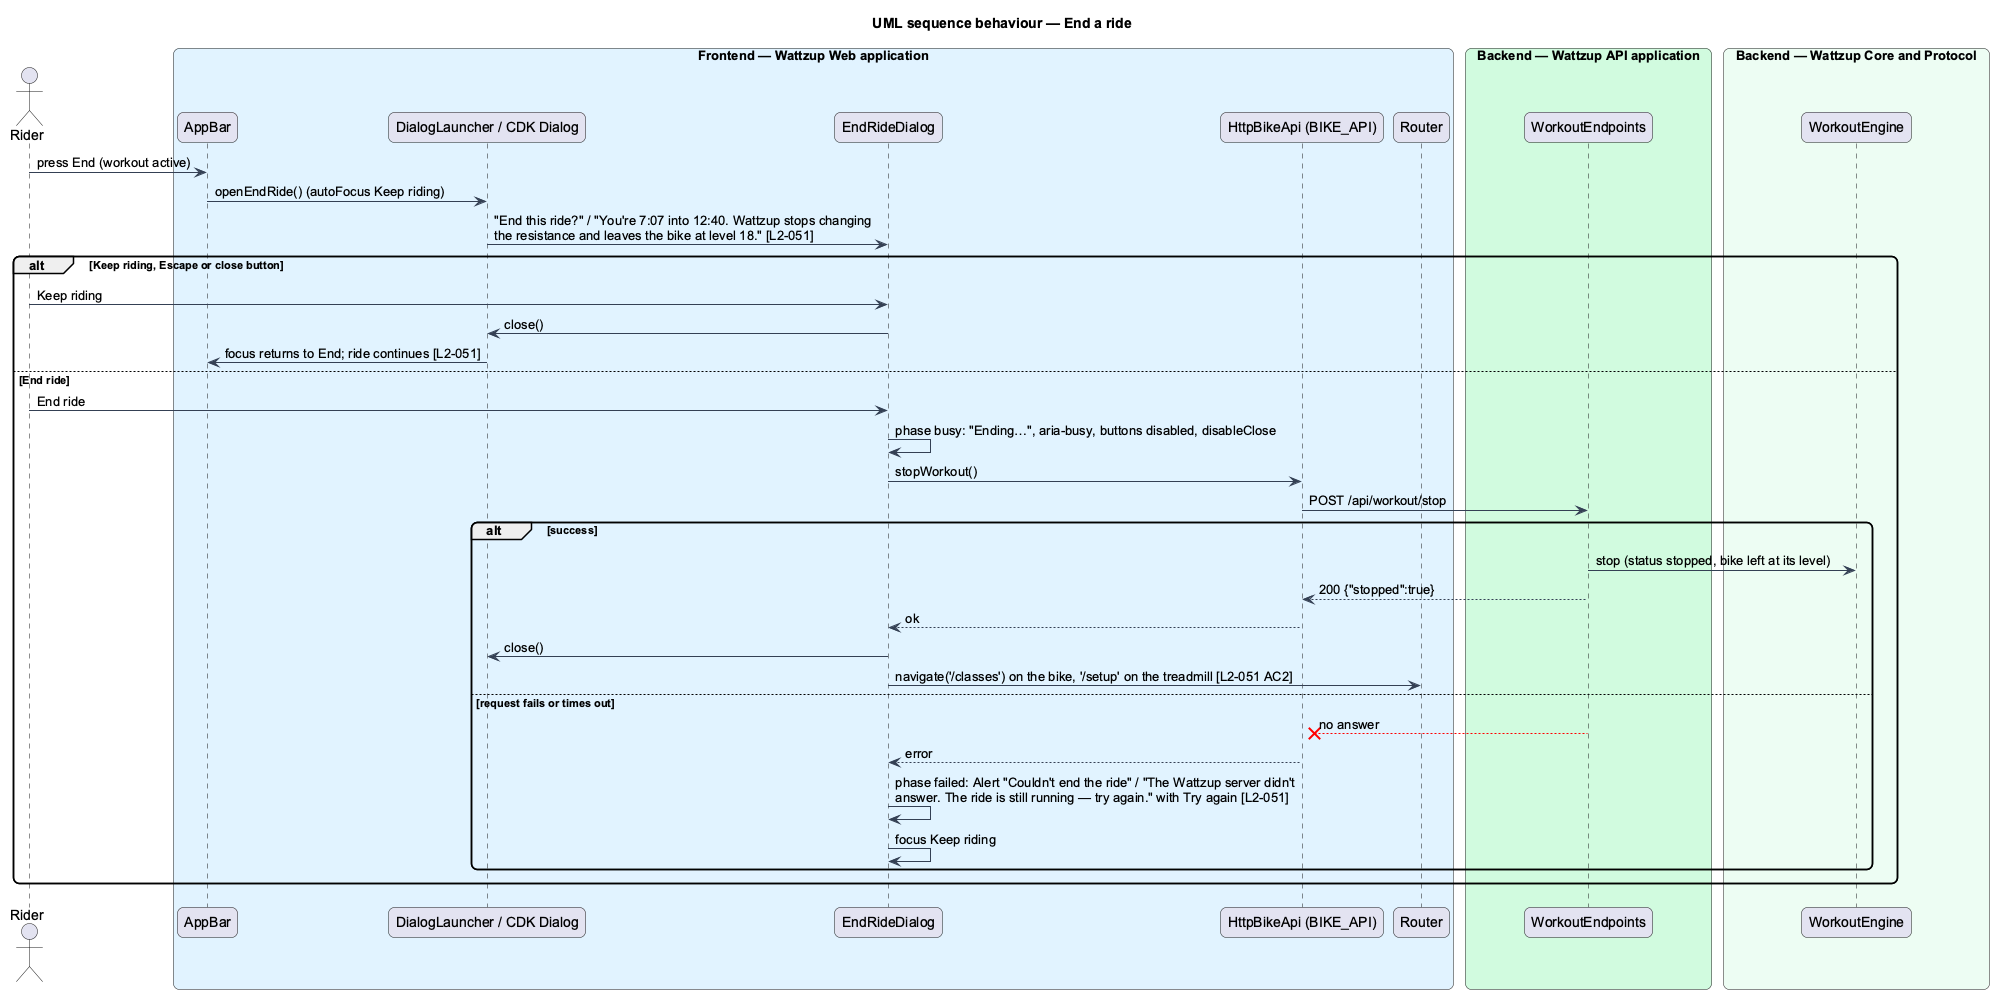 UML sequence behaviour — End a ride
Frontend — Wattzup Web application
Backend — Wattzup API application
Backend — Wattzup Core and Protocol
Rider
AppBar
DialogLauncher / CDK Dialog
EndRideDialog
HttpBikeApi (BIKE_API)
Router
WorkoutEndpoints
WorkoutEngine
press End (workout active)
openEndRide() (autoFocus Keep riding)
"End this ride?" / "You're 7:07 into 12:40. Wattzup stops changing
the resistance and leaves the bike at level 18." [L2-051]
alt
[Keep riding, Escape or close button]
Keep riding
close()
focus returns to End; ride continues [L2-051]
[End ride]
End ride
phase busy: "Ending…", aria-busy, buttons disabled, disableClose
stopWorkout()
POST /api/workout/stop
alt
[success]
stop (status stopped, bike left at its level)
200 {"stopped":true}
ok
close()
navigate('/classes') on the bike, '/setup' on the treadmill [L2-051 AC2]
[request fails or times out]
no answer
error
phase failed: Alert "Couldn't end the ride" / "The Wattzup server didn't
answer. The ride is still running — try again." with Try again [L2-051]
focus Keep riding
Rider
AppBar
DialogLauncher / CDK Dialog
EndRideDialog
HttpBikeApi (BIKE_API)
Router
WorkoutEndpoints
WorkoutEngine